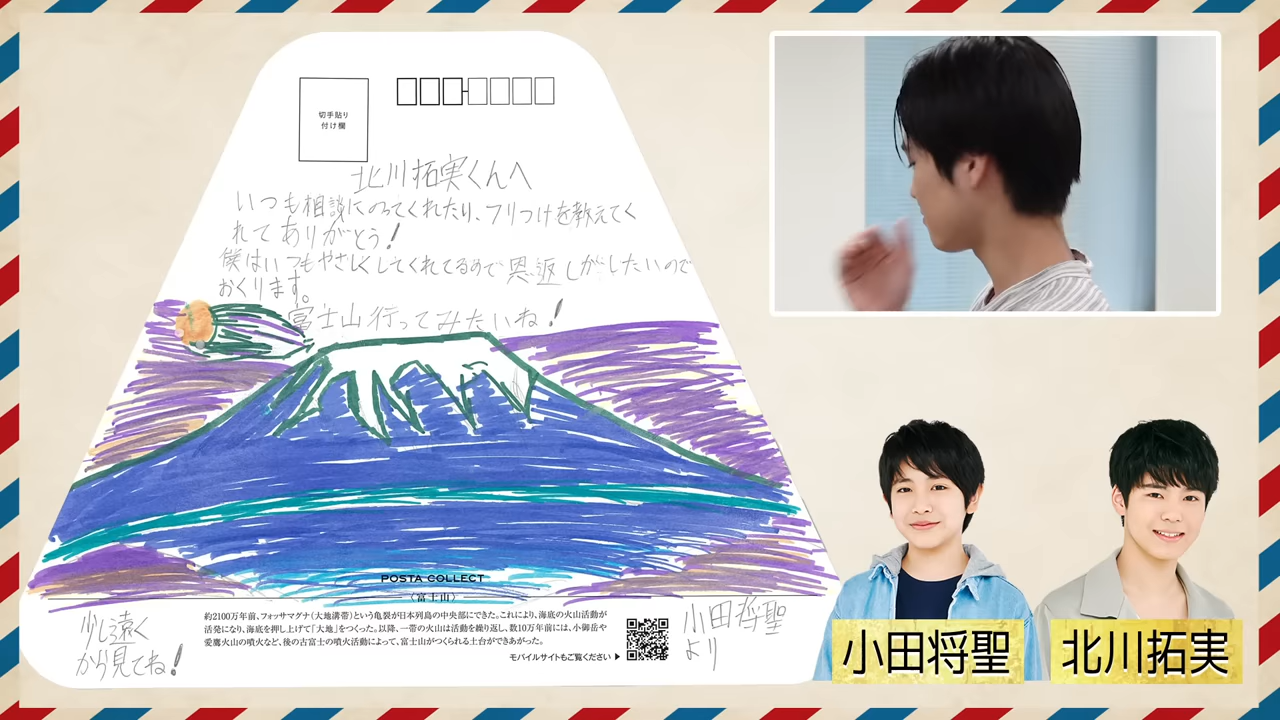 切手貼り
付け欄
北川拓実くんへ
いつも相談にのってくれたり、フリつけを教えてく
れてありがとう!
僕はいつもやさしくしてくれてるので恩返しがしたいので
おくります。
富士山行ってみたいね!
POSTA COLLECT
〈富士山〉
約2100万年前、フォッサマグナ(大地溝帯)という亀裂が日本列島の中央部にできた。これにより、海底の火山活動が
活発になり、海底を押し上げて「大地」をつくった。以降、一帯の火山は活動を繰り返し、数10万年前には、小御岳や
愛鷹火山の噴火など、後の古富士の噴火活動によって、富士山がつくられる土台ができあがった。
モバイルサイトもご覧ください ▶
少し遠く
から見てね!
小田将聖
より
小田将聖
北川拓実